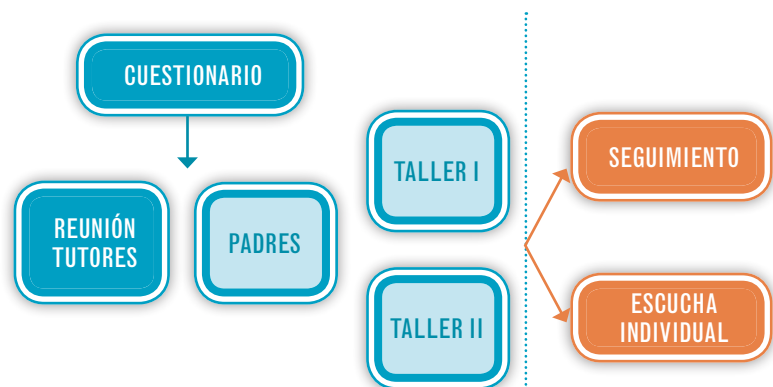 CUESTIONARIO
REUNIÓN
TUTORES
PADRES
TALLER I
TALLER II
SEGUIMIENTO
ESCUCHA
INDIVIDUAL